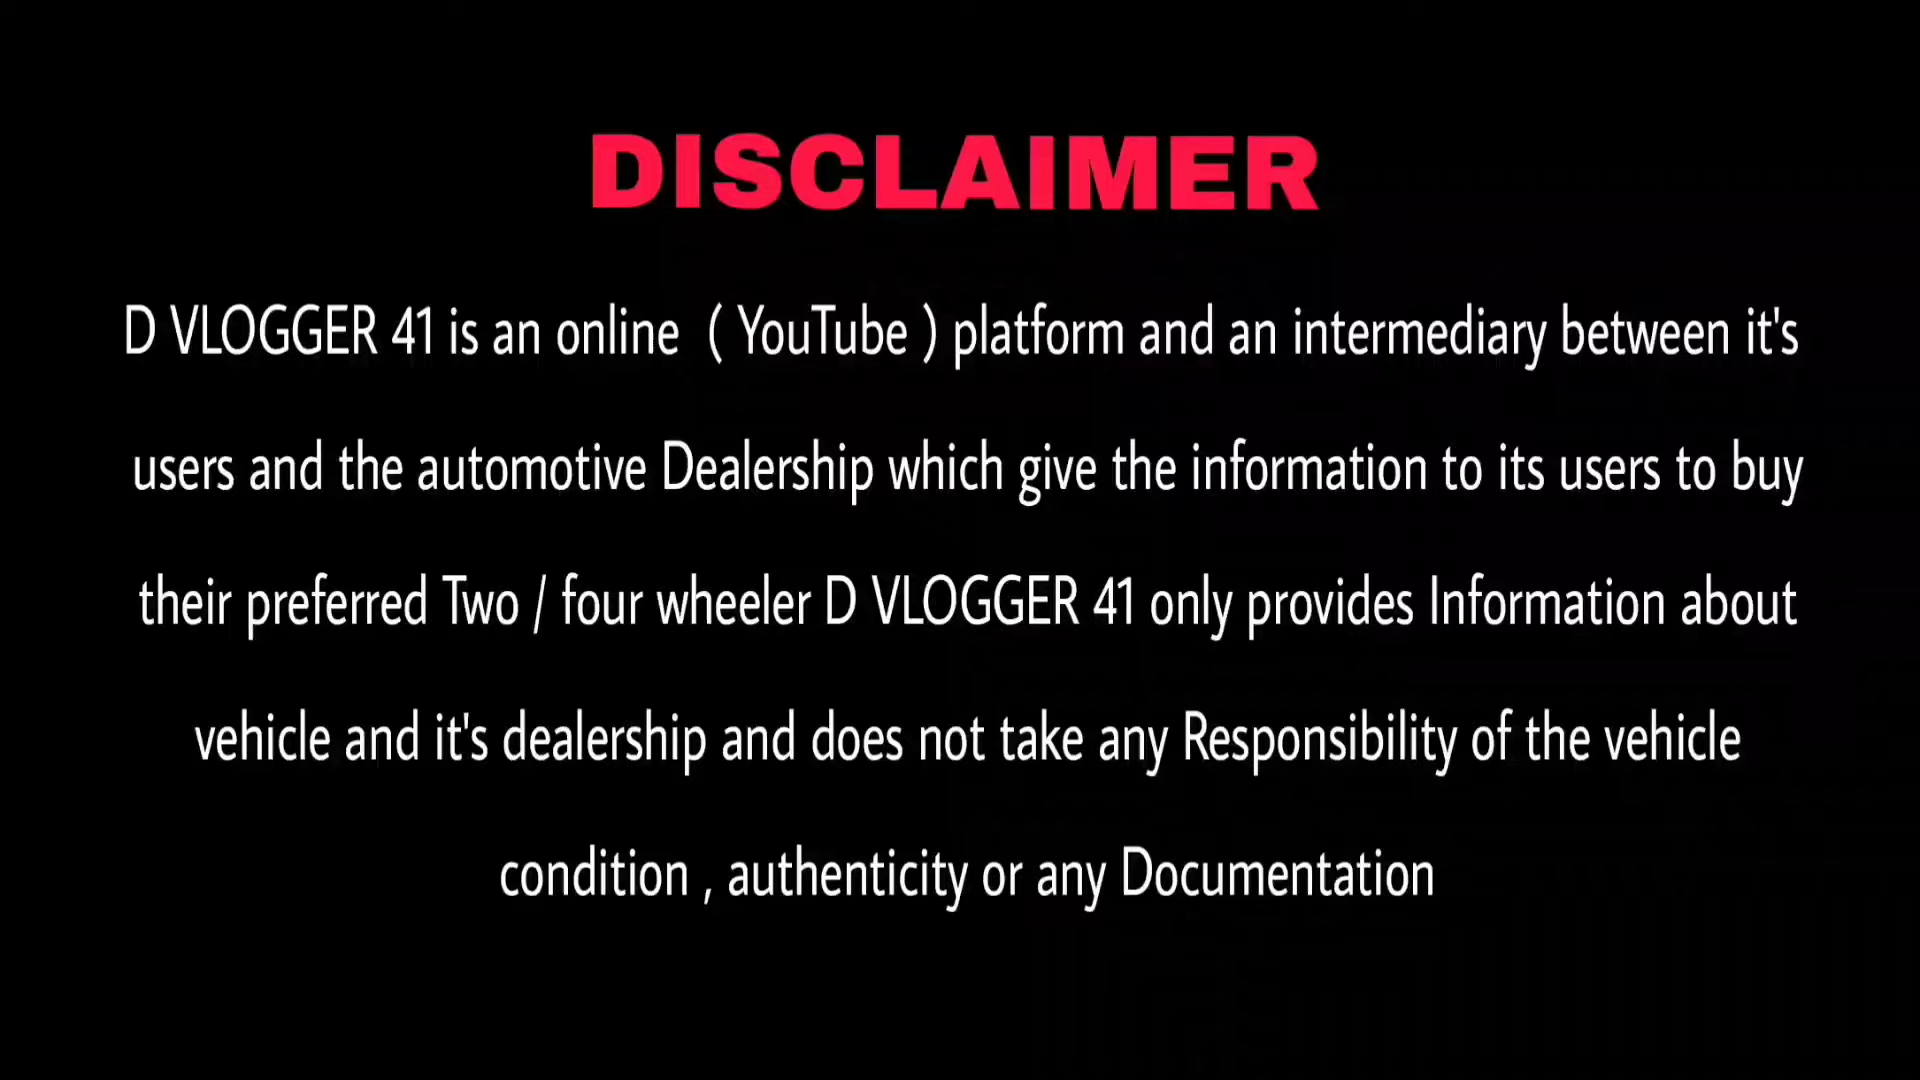 DISCLAIMER
D VLOGGER 41 is an online ( YouTube ) platform and an intermediary between it's
users and the automotive Dealership which give the information to its users to buy
their preferred Two / four wheeler D VLOGGER 41 only provides Information about
vehicle and it's dealership and does not take any Responsibility of the vehicle
condition , authenticity or any Documentation